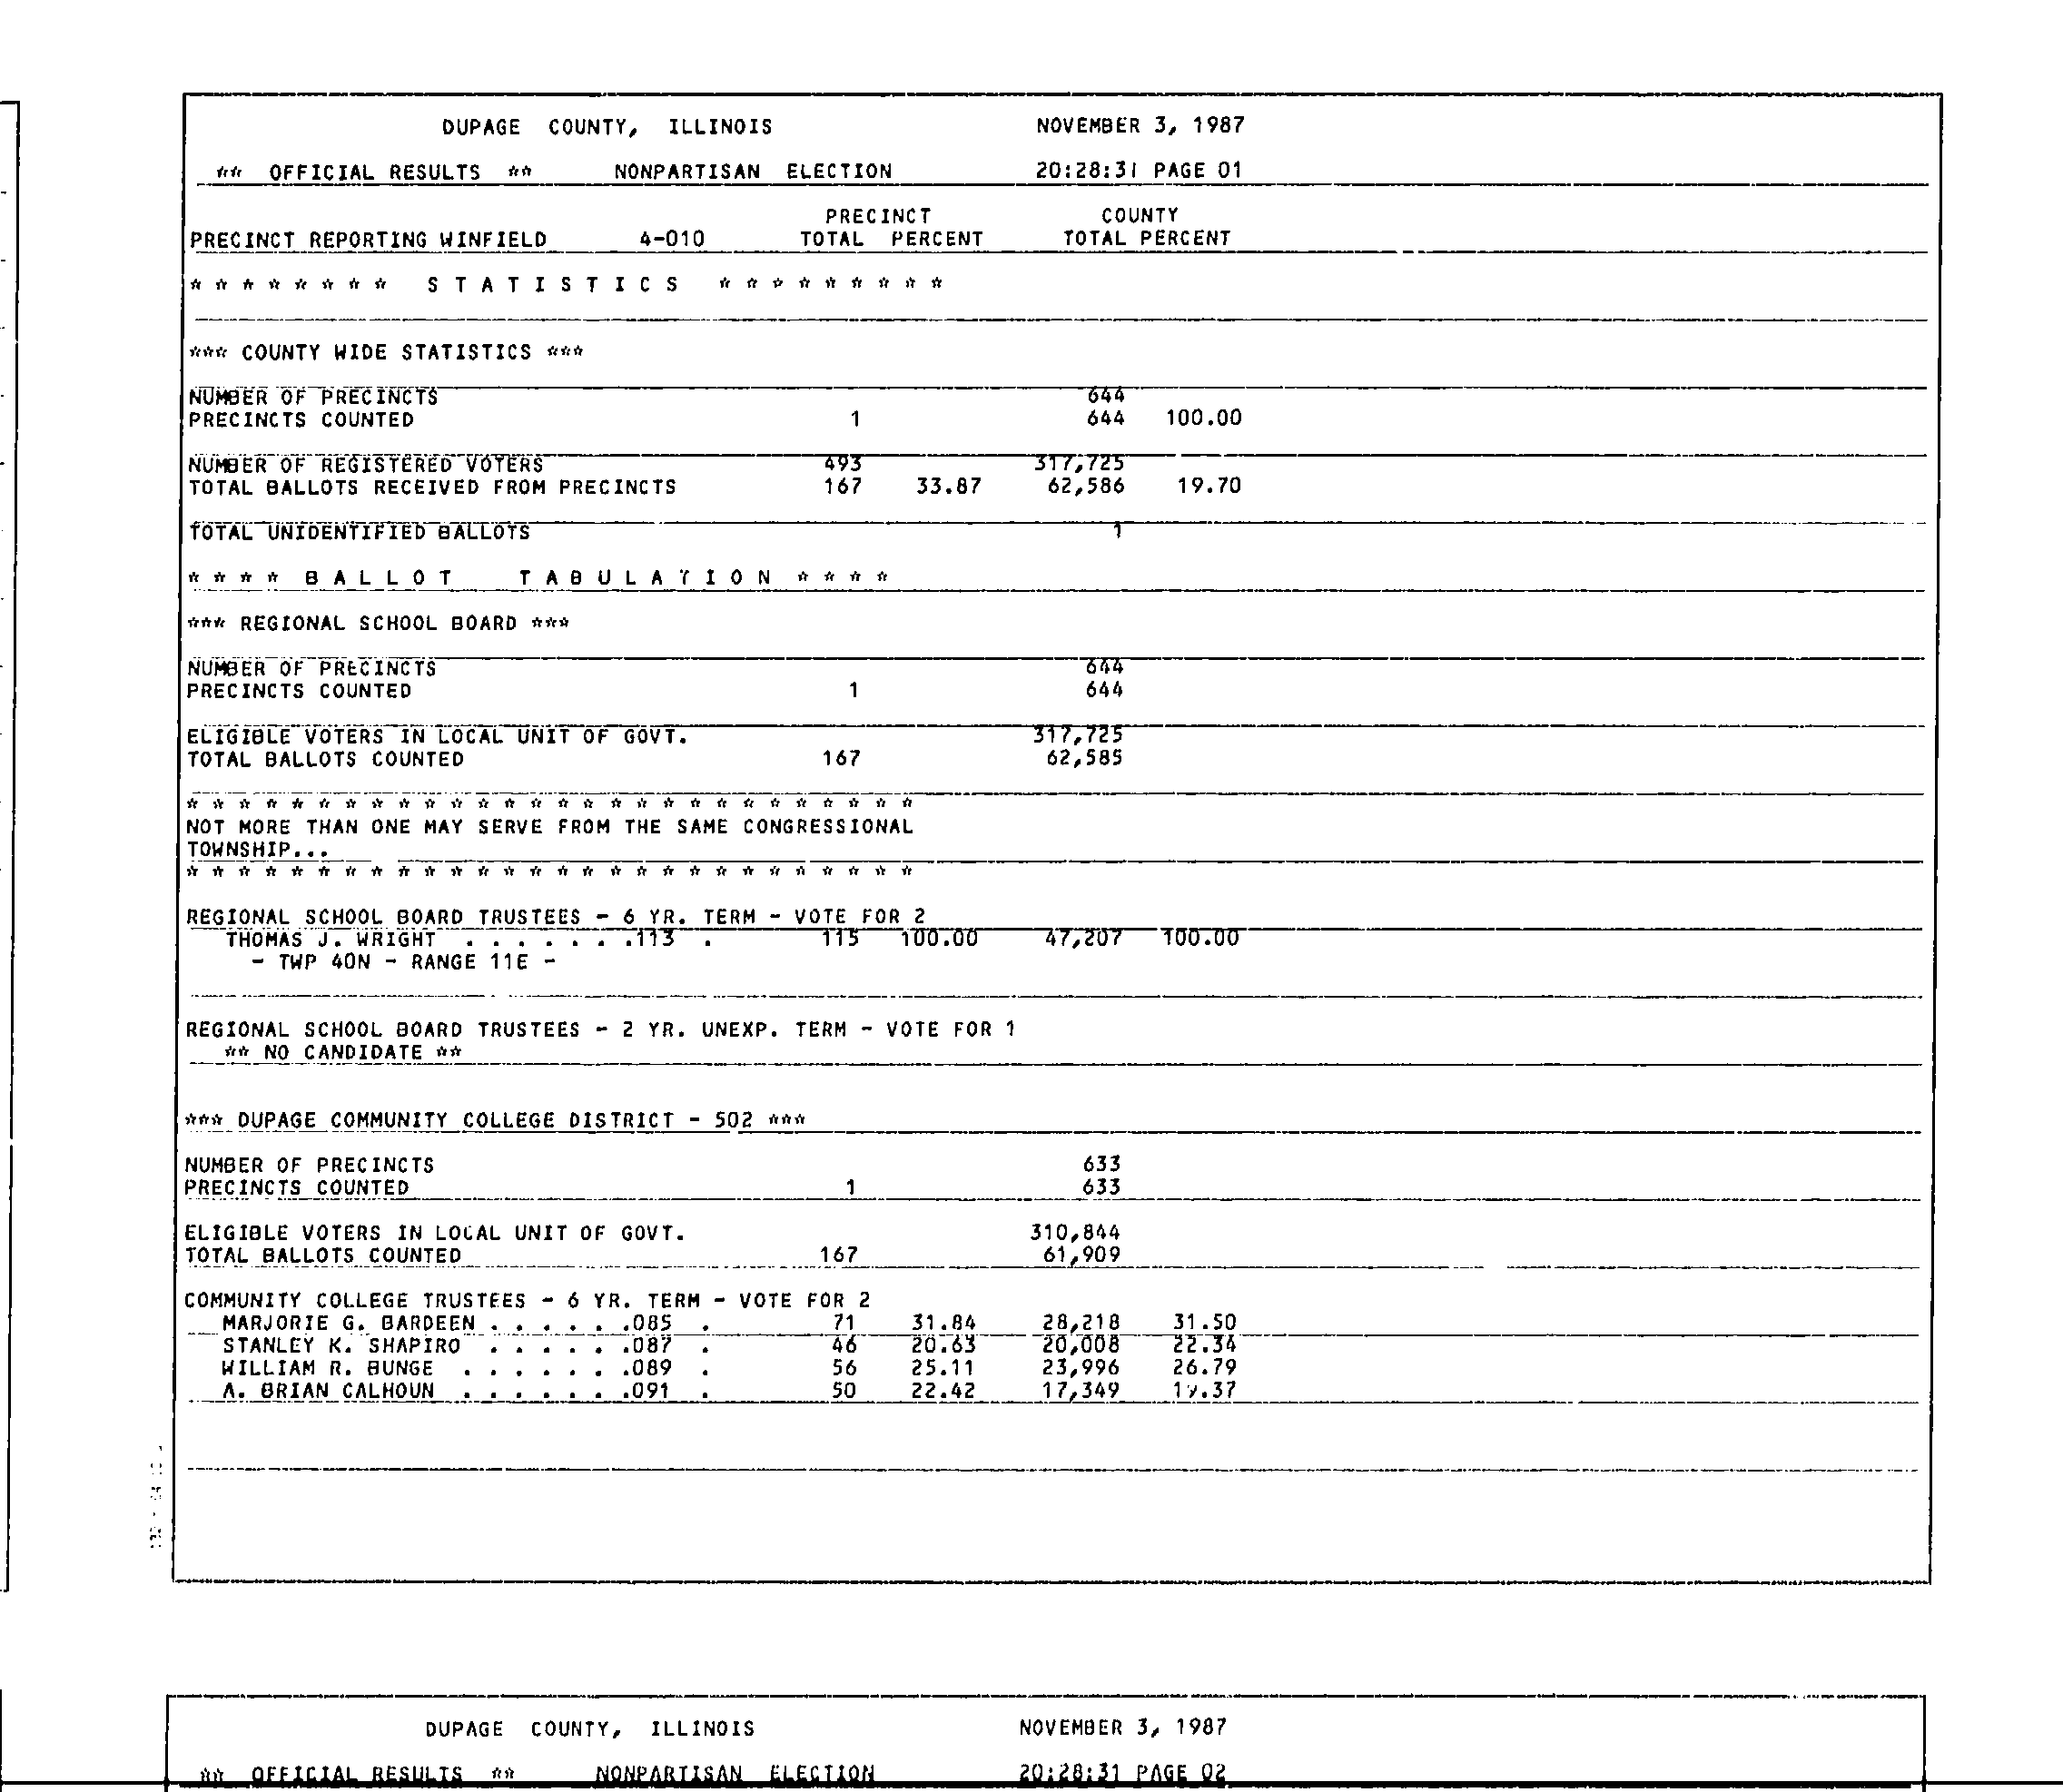 DUPAGE COUNTY, ILLINOIS NOVEMBER 3, 1987
** OFFICIAL RESULTS ** NONPARTISAN ELECTION 20:28:31 PAGE 01
PRECINCT COUNTY
PRECINCT REPORTING WINFIELD 4-010 TOTAL PERCENT TOTAL PERCENT
* * * * * * * * S T A T I S T I C S * * * * * * * * *
*** COUNTY WIDE STATISTICS ***
NUMBER OF PRECINCTS 644
PRECINCTS COUNTED 1 644 100.00
NUMBER OF REGISTERED VOTERS 493 317,725
TOTAL BALLOTS RECEIVED FROM PRECINCTS 167 33.87 62,586 19.70
TOTAL UNIDENTIFIED BALLOTS 1
* * * * B A L L O T T A B U L A T I O N * * * *
*** REGIONAL SCHOOL BOARD ***
NUMBER OF PRECINCTS 644
PRECINCTS COUNTED 1 644
ELIGIBLE VOTERS IN LOCAL UNIT OF GOVT. 317,725
TOTAL BALLOTS COUNTED 167 62,585
* * * * * * * * * * * * * * * * * * * * * * * * * * * *
NOT MORE THAN ONE MAY SERVE FROM THE SAME CONGRESSIONAL
TOWNSHIP...
* * * * * * * * * * * * * * * * * * * * * * * * * * * *
REGIONAL SCHOOL BOARD TRUSTEES - 6 YR. TERM - VOTE FOR 2
THOMAS J. WRIGHT . . . . . . .113 . 115 100.00 47,207 100.00
- TWP 40N - RANGE 11E -
REGIONAL SCHOOL BOARD TRUSTEES - 2 YR. UNEXP. TERM - VOTE FOR 1
** NO CANDIDATE **
*** DUPAGE COMMUNITY COLLEGE DISTRICT - 502 ***
NUMBER OF PRECINCTS 633
PRECINCTS COUNTED 1 633
ELIGIBLE VOTERS IN LOCAL UNIT OF GOVT. 310,844
TOTAL BALLOTS COUNTED 167 61,909
COMMUNITY COLLEGE TRUSTEES - 6 YR. TERM - VOTE FOR 2
MARJORIE G. BARDEEN . . . . . .085 . 71 31.84 28,218 31.50
STANLEY K. SHAPIRO . . . . . .087 . 46 20.63 20,008 22.34
WILLIAM R. BUNGE . . . . . . .089 . 56 25.11 23,996 26.79
A. BRIAN CALHOUN . . . . . . .091 . 50 22.42 17,349 19.37
DUPAGE COUNTY, ILLINOIS NOVEMBER 3, 1987
** OFFICIAL RESULTS ** NONPARTISAN ELECTION 20:28:31 PAGE 02